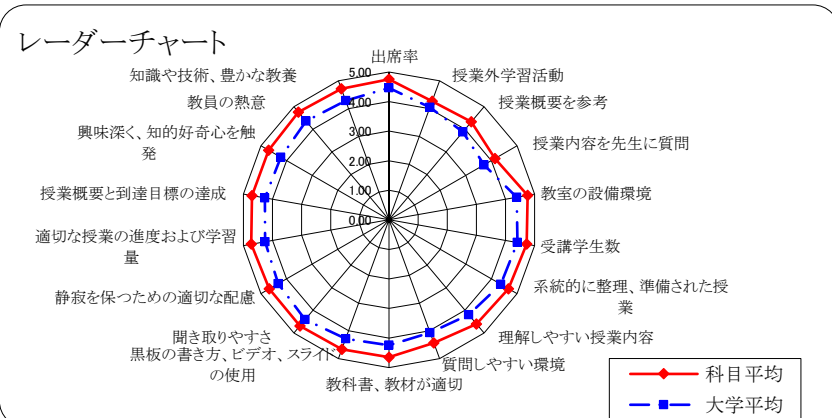 レーダーチャート
出席率
授業外学習活動
授業概要を参考
授業内容を先生に質問
教室の設備環境
受講学生数
系統的に整理、準備された授
業
理解しやすい授業内容
質問しやすい環境
教科書、教材が適切
黒板の書き方、ビデオ、スライド
の使用
聞き取りやすさ
静寂を保つための適切な配慮
適切な授業の進度および学習
量
授業概要と到達目標の達成
興味深く、知的好奇心を触
発
教員の熱意
知識や技術、豊かな教養
5.00
4.00
3.00
2.00
1.00
0.00
科目平均
大学平均